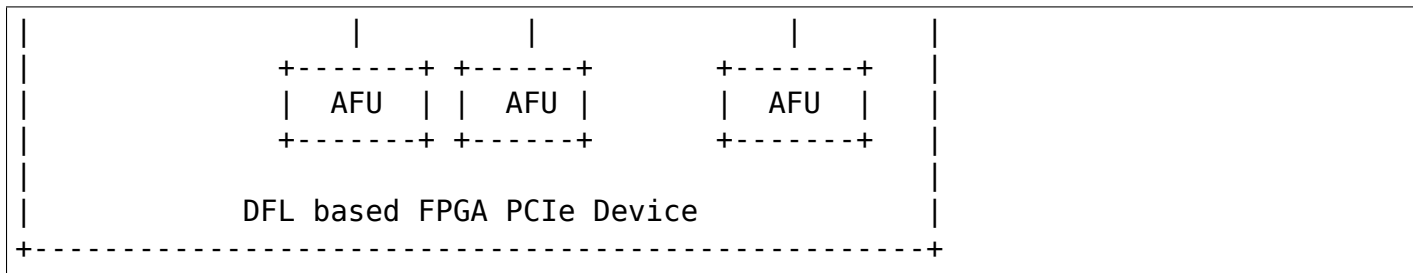 |                  |         |                 |        |
|             +-------+ +------+        +-------+    |
|             |  AFU  | |  AFU |        |  AFU  |    |
|             +-------+ +------+        +-------+    |
|                                                    |
|            DFL based FPGA PCIe Device              |
+----------------------------------------------------+